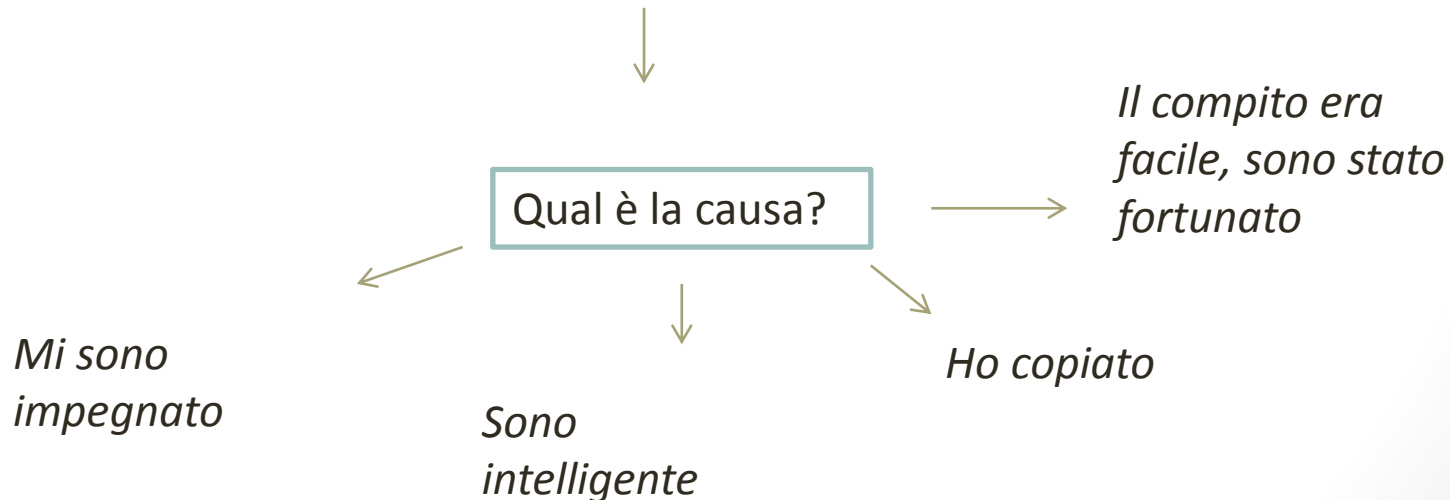 Il compito era
facile, sono stato
fortunato
Qual è la causa?
Mi sono
impegnato
Ho copiato
Sono
intelligente